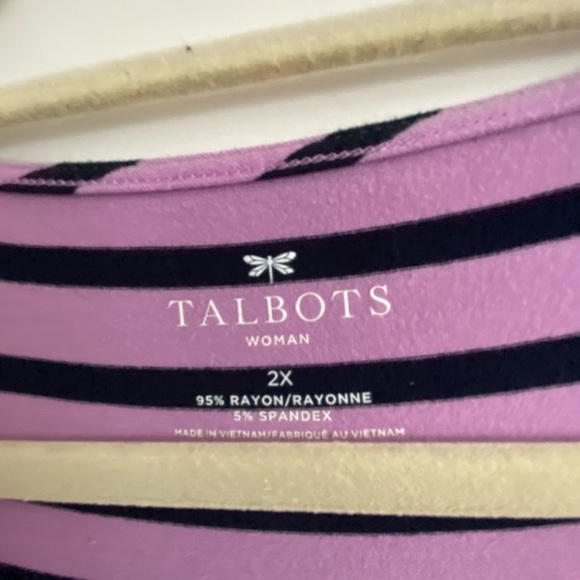 TALBOTS
WOMAN
2X
95% RAYON/RAYONNE
5% SPANDEX
MADE IN VIETNAM/FABRIQUÉ AU VIETNAM